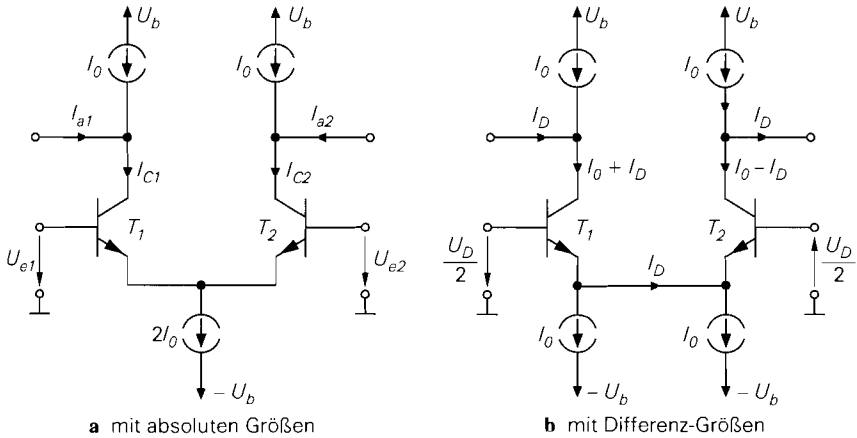 U_b U_b U_b U_b
I_0 I_0 I_0 I_0
I_a1 I_a2 I_D I_D
I_C1 I_C2 I_0 + I_D I_0 − I_D
T_1 T_2 T_1 T_2
U_e1 U_e2 U_D/2 I_D U_D/2
2I_0 I_0 I_0
− U_b − U_b − U_b
a mit absoluten Größen b mit Differenz-Größen